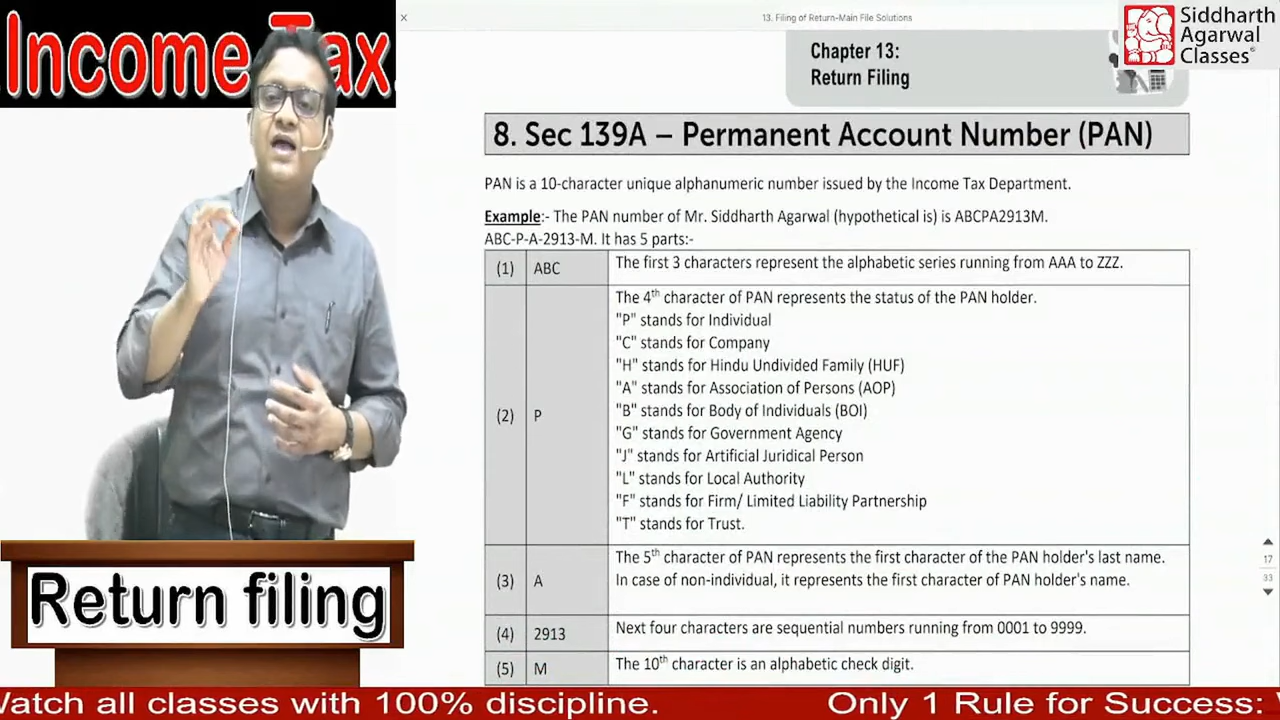 Income Tax.
13. Filing of Return-Main File Solutions
Siddharth
Agarwal
Classes®
Chapter 13:
Return Filing
8. Sec 139A – Permanent Account Number (PAN)
PAN is a 10-character unique alphanumeric number issued by the Income Tax Department.
Example:- The PAN number of Mr. Siddharth Agarwal (hypothetical is) is ABCPA2913M.
ABC-P-A-2913-M. It has 5 parts:-
(1) ABC The first 3 characters represent the alphabetic series running from AAA to ZZZ.
(2) P The 4th character of PAN represents the status of the PAN holder.
"P" stands for Individual
"C" stands for Company
"H" stands for Hindu Undivided Family (HUF)
"A" stands for Association of Persons (AOP)
"B" stands for Body of Individuals (BOI)
"G" stands for Government Agency
"J" stands for Artificial Juridical Person
"L" stands for Local Authority
"F" stands for Firm/ Limited Liability Partnership
"T" stands for Trust.
(3) A The 5th character of PAN represents the first character of the PAN holder's last name.
In case of non-individual, it represents the first character of PAN holder's name.
(4) 2913 Next four characters are sequential numbers running from 0001 to 9999.
(5) M The 10th character is an alphabetic check digit.
17
33
Return filing
Watch all classes with 100% discipline. Only 1 Rule for Success: